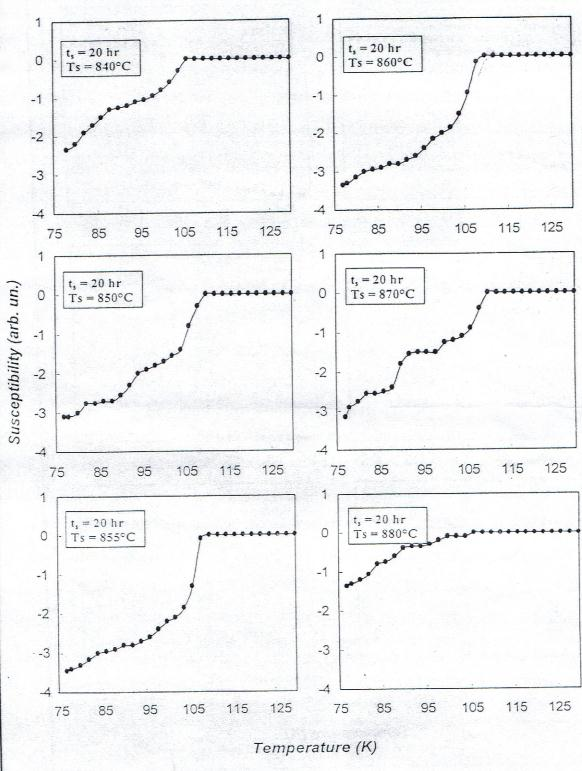 1
0
-1
-2
-3
-4
75 85 95 105 115 125
tₛ = 20 hr
Ts = 840°C
1
0
-1
-2
-3
-4
75 85 95 105 115 125
tₛ = 20 hr
Ts = 860°C
Susceptibility (arb. un.)
1
0
-1
-2
-3
-4
75 85 95 105 115 125
tₛ = 20 hr
Ts = 850°C
1
0
-1
-2
-3
-4
75 85 95 105 115 125
tₛ = 20 hr
Ts = 870°C
1
0
-1
-2
-3
-4
75 85 95 105 115 125
tₛ = 20 hr
Ts = 855°C
1
0
-1
-2
-3
-4
75 85 95 105 115 125
tₛ = 20 hr
Ts = 880°C
Temperature (K)